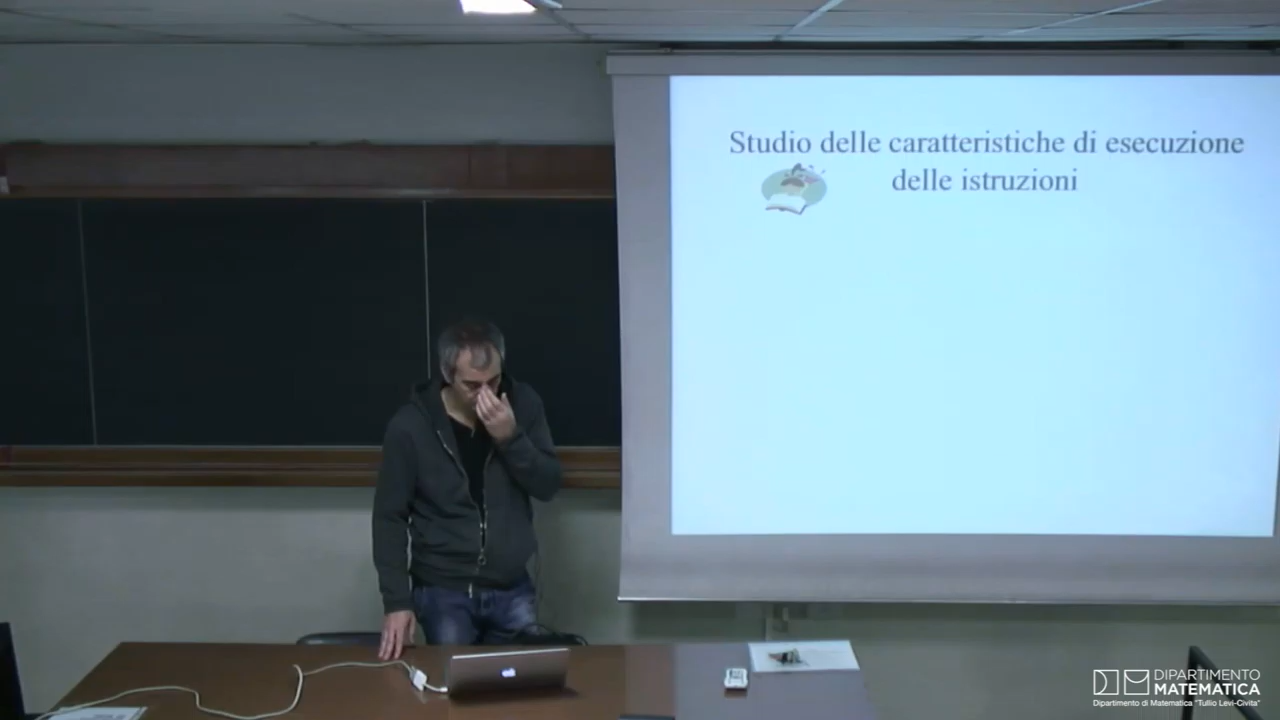 Studio delle caratteristiche di esecuzione
delle istruzioni
DIPARTIMENTO
MATEMATICA
Dipartimento di Matematica "Tullio Levi-Civita"